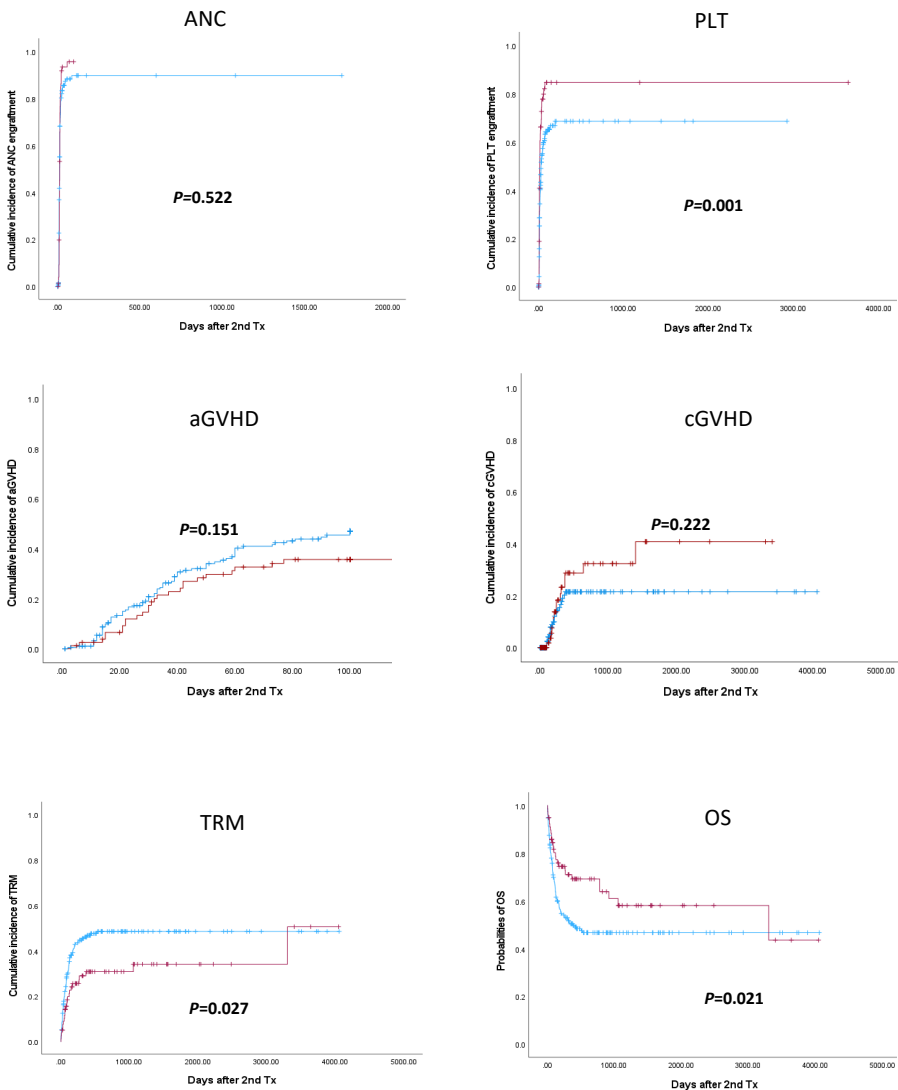 ANC
Cumulative incidence of ANC engraftment
1.0
0.8
0.6
0.4
0.2
0.0
P=0.522
.00 500.00 1000.00 1500.00 2000.00
Days after 2nd Tx
PLT
Cumulative incidence of PLT engraftment
1.0
0.8
0.6
0.4
0.2
0.0
P=0.001
.00 1000.00 2000.00 3000.00 4000.00
Days after 2nd Tx
aGVHD
Cumulative incidence of aGVHD
1.0
0.8
0.6
0.4
0.2
0.0
P=0.151
.00 20.00 40.00 60.00 80.00 100.00
Days after 2nd Tx
cGVHD
Cumulative incidence of cGVHD
1.0
0.8
0.6
0.4
0.2
0.0
P=0.222
.00 1000.00 2000.00 3000.00 4000.00 5000.00
Days after 2nd Tx
TRM
Cumulative incidence of TRM
1.0
0.8
0.6
0.4
0.2
0.0
P=0.027
.00 1000.00 2000.00 3000.00 4000.00 5000.00
Days after 2nd Tx
OS
Probabilities of OS
1.0
0.8
0.6
0.4
0.2
0.0
P=0.021
.00 1000.00 2000.00 3000.00 4000.00 5000.00
Days after 2nd Tx